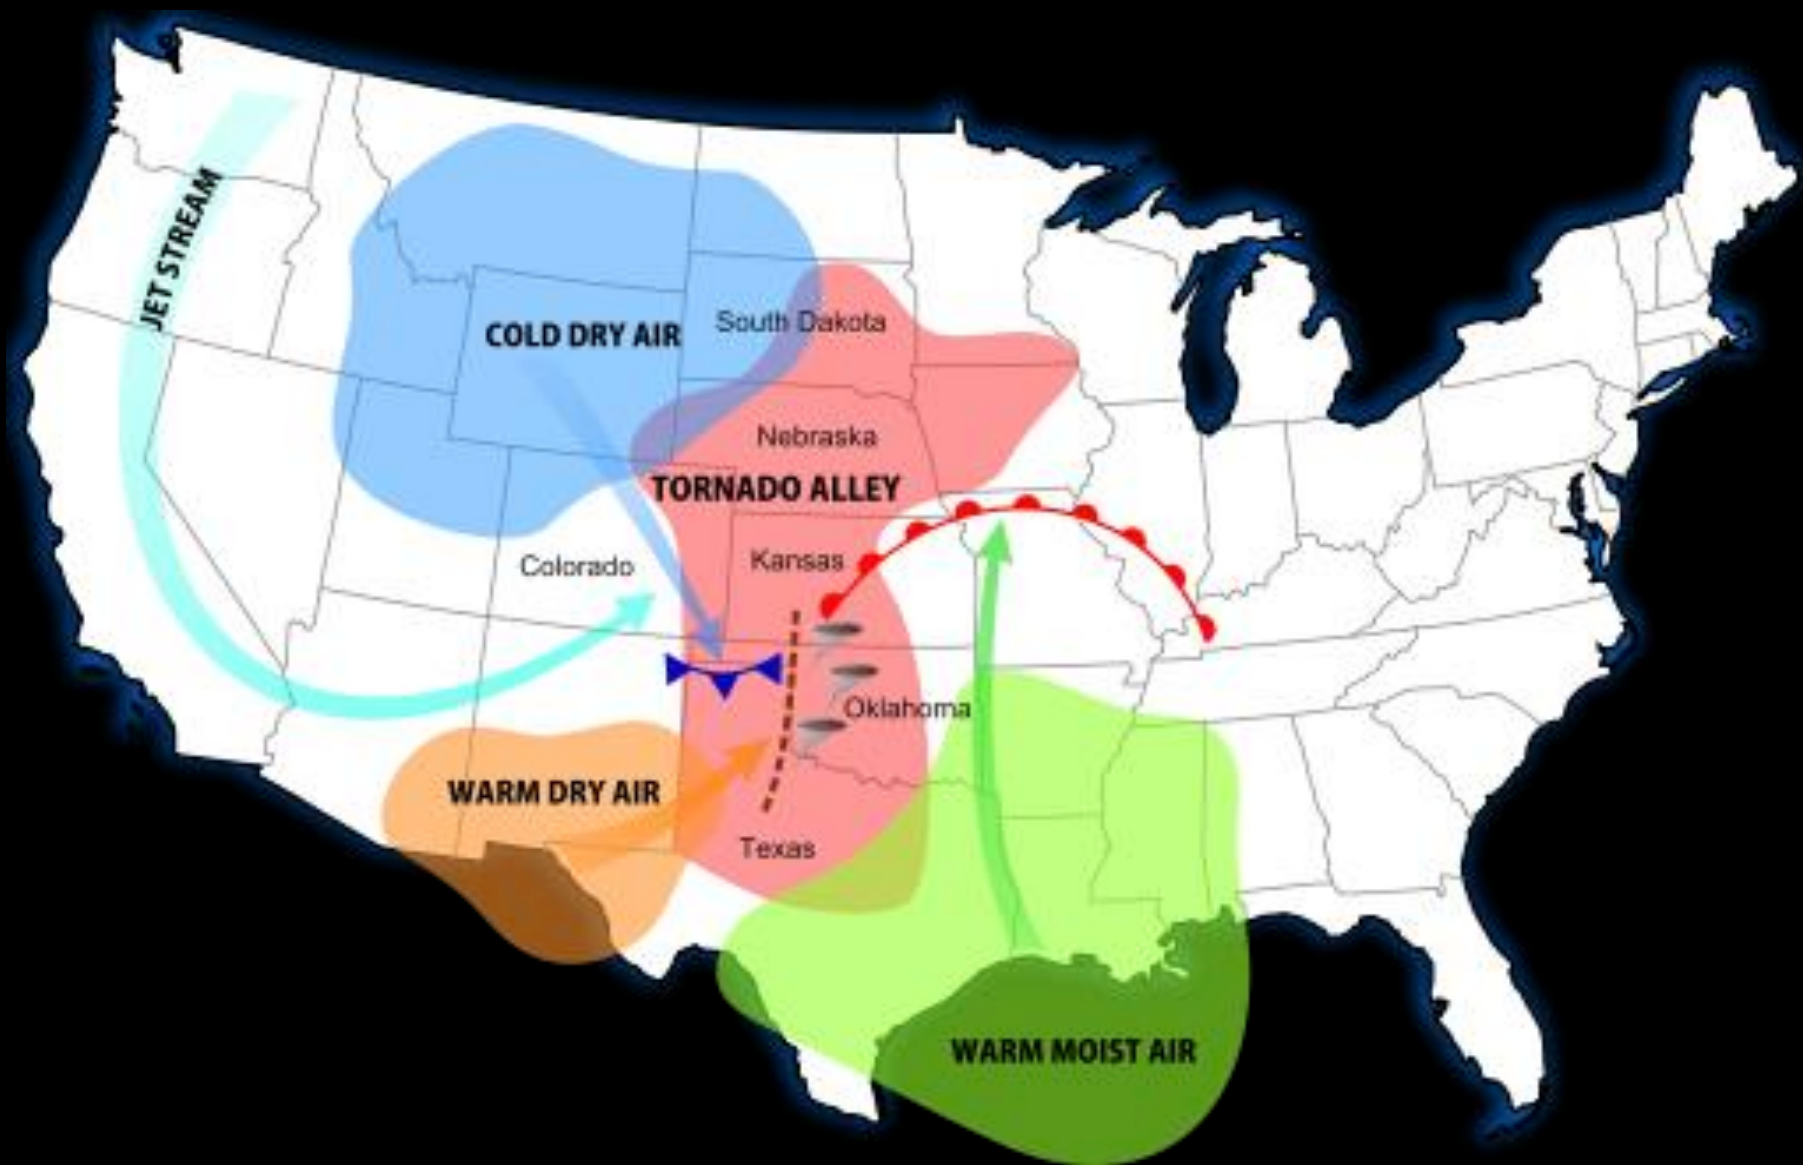 JET STREAM
COLD DRY AIR
South Dakota
Nebraska
TORNADO ALLEY
Colorado
Kansas
Oklahoma
WARM DRY AIR
Texas
WARM MOIST AIR